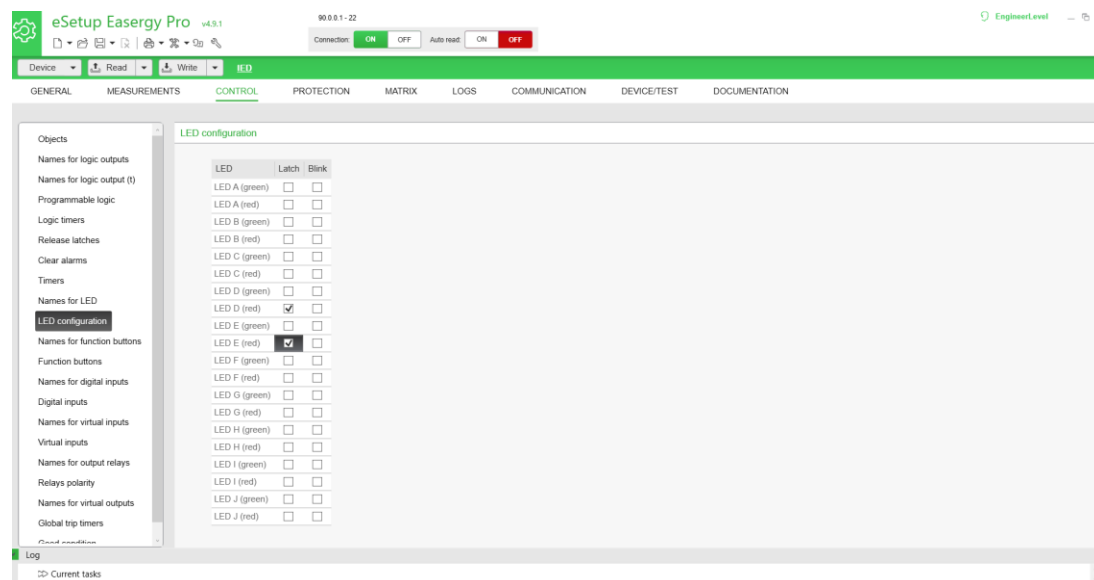 eSetup Easergy Pro v4.9.1
90.0.0.1 - 22
EngineerLevel
Connection: ON OFF Auto read: ON OFF
Device Read Write IED
GENERAL MEASUREMENTS CONTROL PROTECTION MATRIX LOGS COMMUNICATION DEVICE/TEST DOCUMENTATION
Objects
Names for logic outputs
Names for logic output (t)
Programmable logic
Logic timers
Release latches
Clear alarms
Timers
Names for LED
LED configuration
Names for function buttons
Function buttons
Names for digital inputs
Digital inputs
Names for virtual inputs
Virtual inputs
Names for output relays
Relays polarity
Names for virtual outputs
Global trip timers
Good condition
LED configuration
LED Latch Blink
LED A (green)
LED A (red)
LED B (green)
LED B (red)
LED C (green)
LED C (red)
LED D (green)
LED D (red)
LED E (green)
LED E (red)
LED F (green)
LED F (red)
LED G (green)
LED G (red)
LED H (green)
LED H (red)
LED I (green)
LED I (red)
LED J (green)
LED J (red)
Log
Current tasks